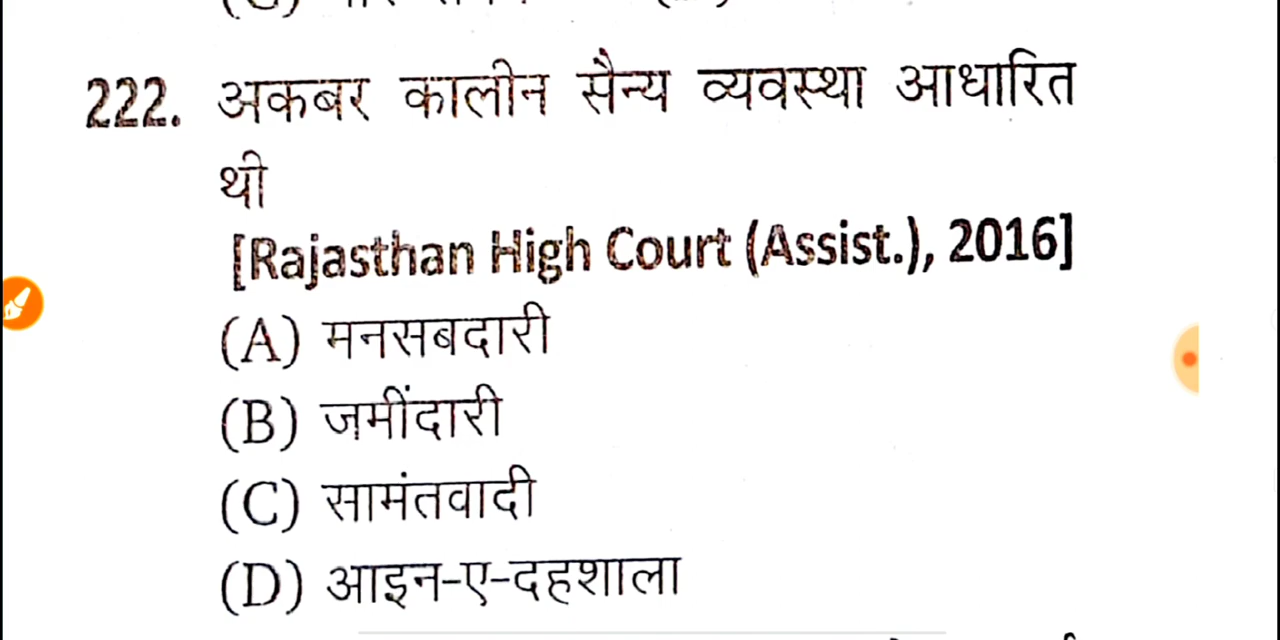 222. अकबर कालीन सैन्य व्यवस्था आधारित
थी
[Rajasthan High Court (Assist.), 2016]
(A) मनसबदारी
(B) जमींदारी
(C) सामंतवादी
(D) आइन-ए-दहशाला